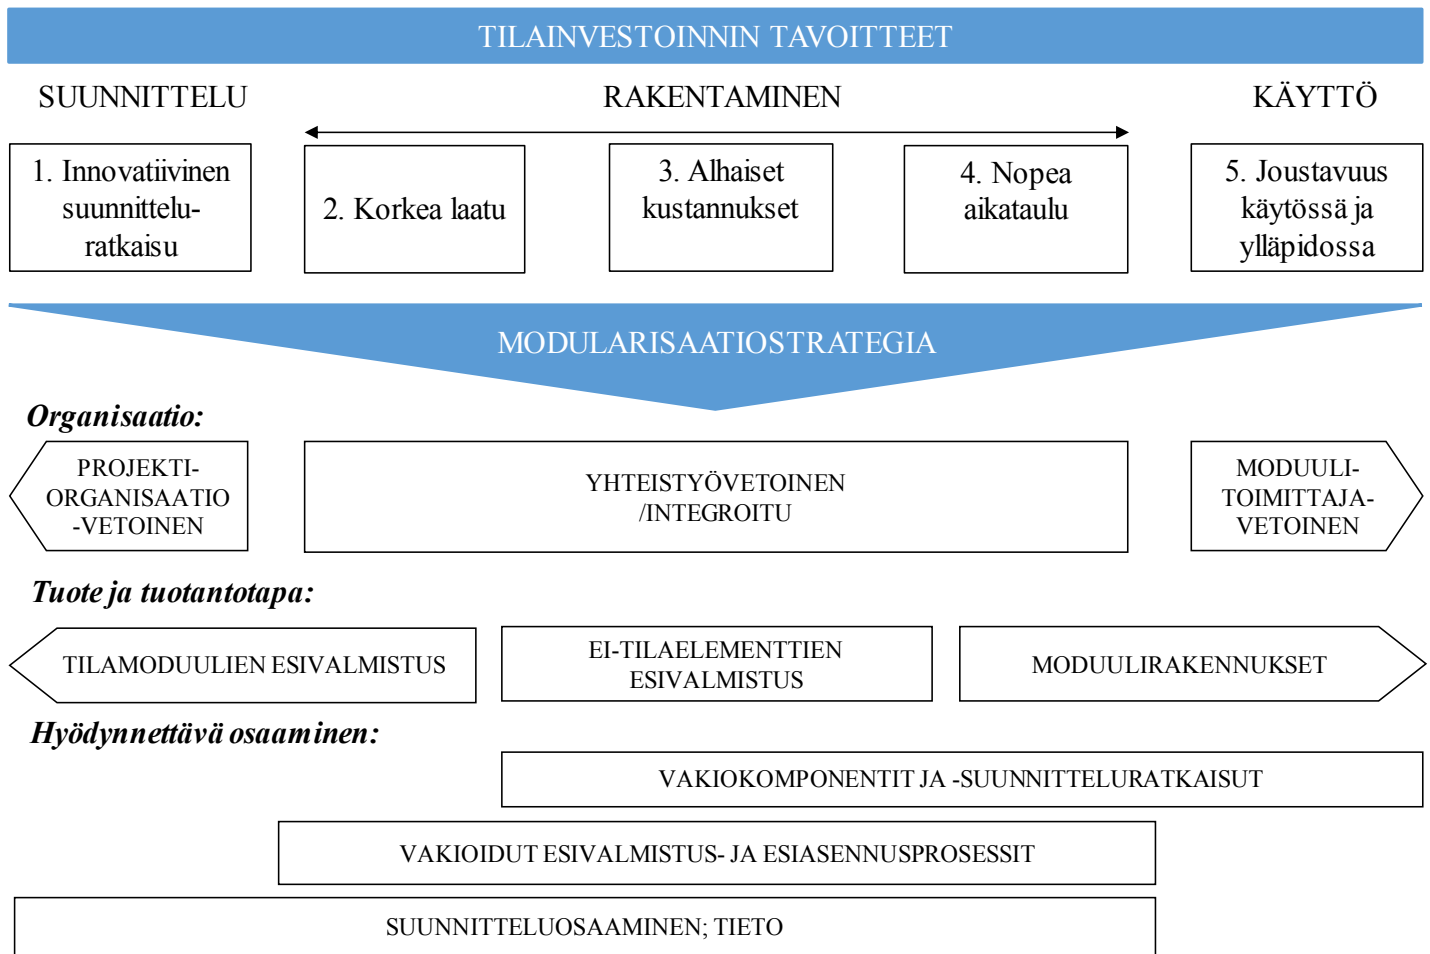 TILAINVESTOINNIN TAVOITTEET
SUUNNITTELU
RAKENTAMINEN
KÄYTTÖ
1. Innovatiivinen
suunnittelu-
ratkaisu
2. Korkea laatu
3. Alhaiset
kustannukset
4. Nopea
aikataulu
5. Joustavuus
käytössä ja
ylläpidossa
MODULARISAATIOSTRATEGIA
Organisaatio:
PROJEKTI-
ORGANISAATIO
-VETOINEN
YHTEISTYÖVETOINEN
/INTEGROITU
MODUULI-
TOIMITTAJA-
VETOINEN
Tuote ja tuotantotapa:
TILAMODUULIEN ESIVALMISTUS
EI-TILAELEMENTTIEN
ESIVALMISTUS
MODUULIRAKENNUKSET
Hyödynnettävä osaaminen:
VAKIOKOMPONENTIT JA -SUUNNITTELURATKAISUT
VAKIOIDUT ESIVALMISTUS- JA ESIASENNUSPROSESSIT
SUUNNITTELUOSAAMINEN; TIETO